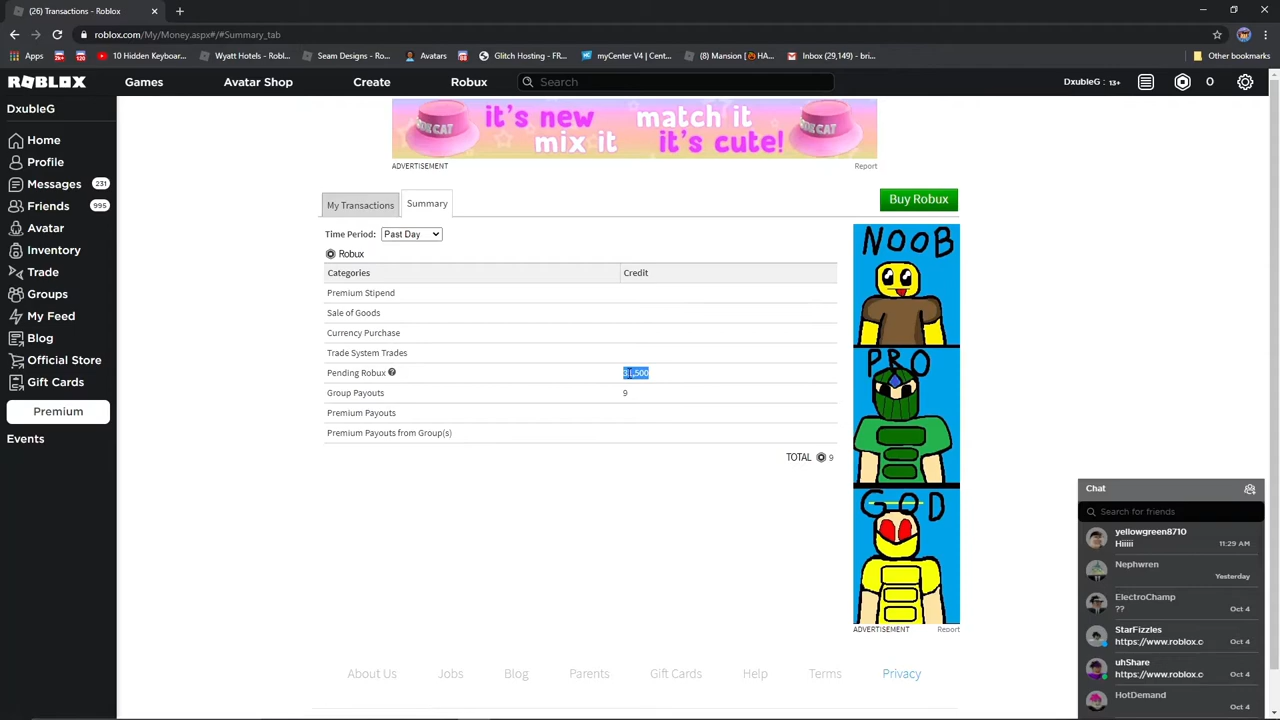 (26) Transactions - Roblox
roblox.com/My/Money.aspx#/#Summary_tab
Apps
10 Hidden Keyboar...
Wyatt Hotels - Robl...
Seam Designs - Ro...
Avatars
Glitch Hosting - FR...
myCenter V4 | Cent...
(8) Mansion [🎃HA...
Inbox (29,149) - bri...
Other bookmarks
ROBLOX
Games
Avatar Shop
Create
Robux
Search
DxubleG : 13+
0
DxubleG
Home
Profile
Messages 231
Friends 995
Avatar
Inventory
Trade
Groups
My Feed
Blog
Official Store
Gift Cards
Premium
Events
it's new match it
mix it it's cute!
ADVERTISEMENT
Report
My Transactions
Summary
Buy Robux
Time Period: Past Day
Robux
Categories Credit
Premium Stipend
Sale of Goods
Currency Purchase
Trade System Trades
Pending Robux 31,500
Group Payouts 9
Premium Payouts
Premium Payouts from Group(s)
TOTAL 9
NOOB
PRO
GOD
ADVERTISEMENT
Report
Chat
Search for friends
yellowgreen8710
Hiiiii 11:29 AM
Nephwren
Yesterday
ElectroChamp
?? Oct 4
StarFizzles
https://www.roblox.c Oct 4
uhShare
https://www.roblox.c Oct 4
HotDemand
Oct 4
About Us
Jobs
Blog
Parents
Gift Cards
Help
Terms
Privacy